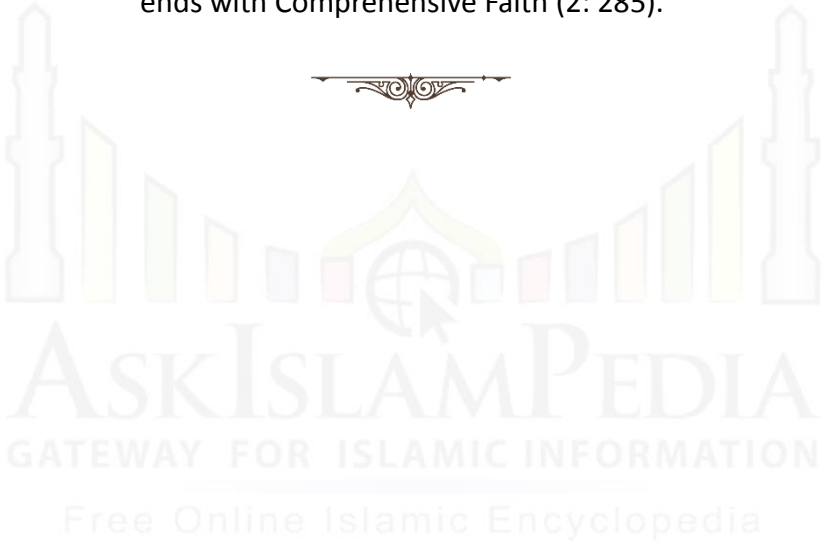 ends with Comprehensive Faith (2: 285).
ASKISLAMPEDIA
GATEWAY FOR ISLAMIC INFORMATION
Free Online Islamic Encyclopedia